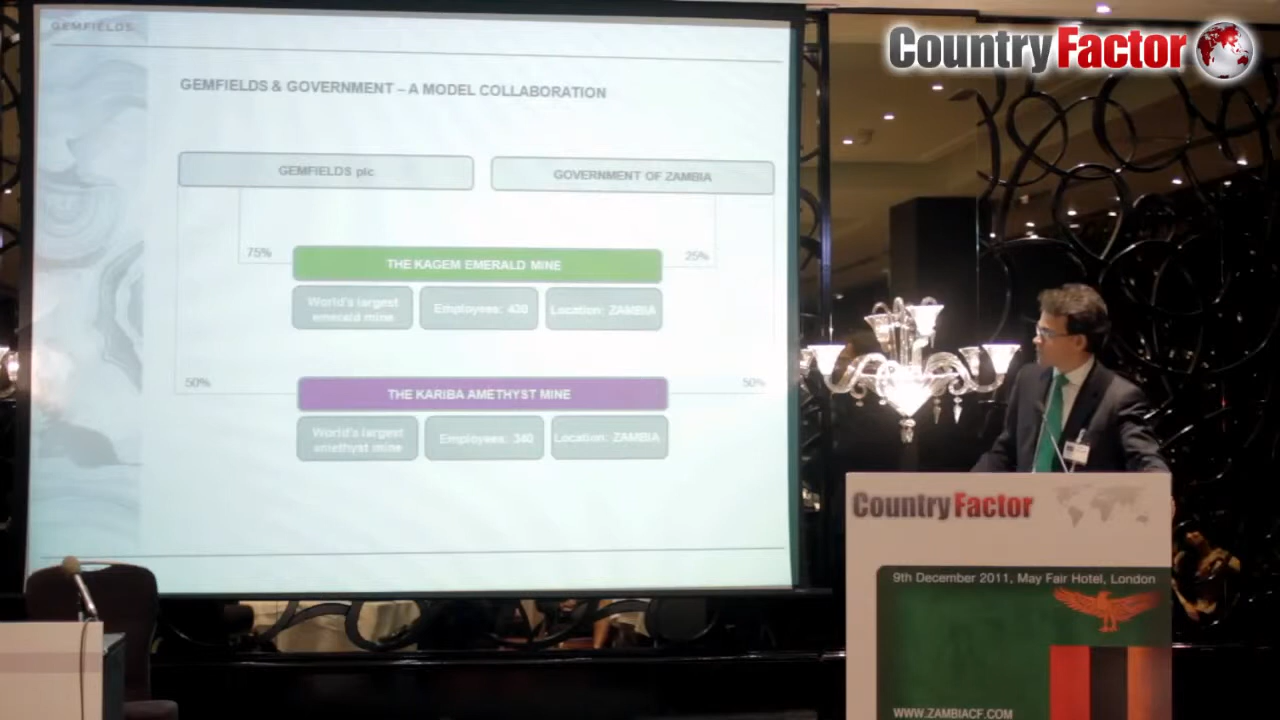 GEMFIELDS
CountryFactor
GEMFIELDS & GOVERNMENT – A MODEL COLLABORATION
GEMFIELDS plc
GOVERNMENT OF ZAMBIA
75%
25%
THE KAGEM EMERALD MINE
World's largest
emerald mine
Employees: 430
Location: ZAMBIA
50%
50%
THE KARIBA AMETHYST MINE
World's largest
amethyst mine
Employees: 340
Location: ZAMBIA
CountryFactor
9th December 2011, May Fair Hotel, London
WWW.ZAMBIACF.COM